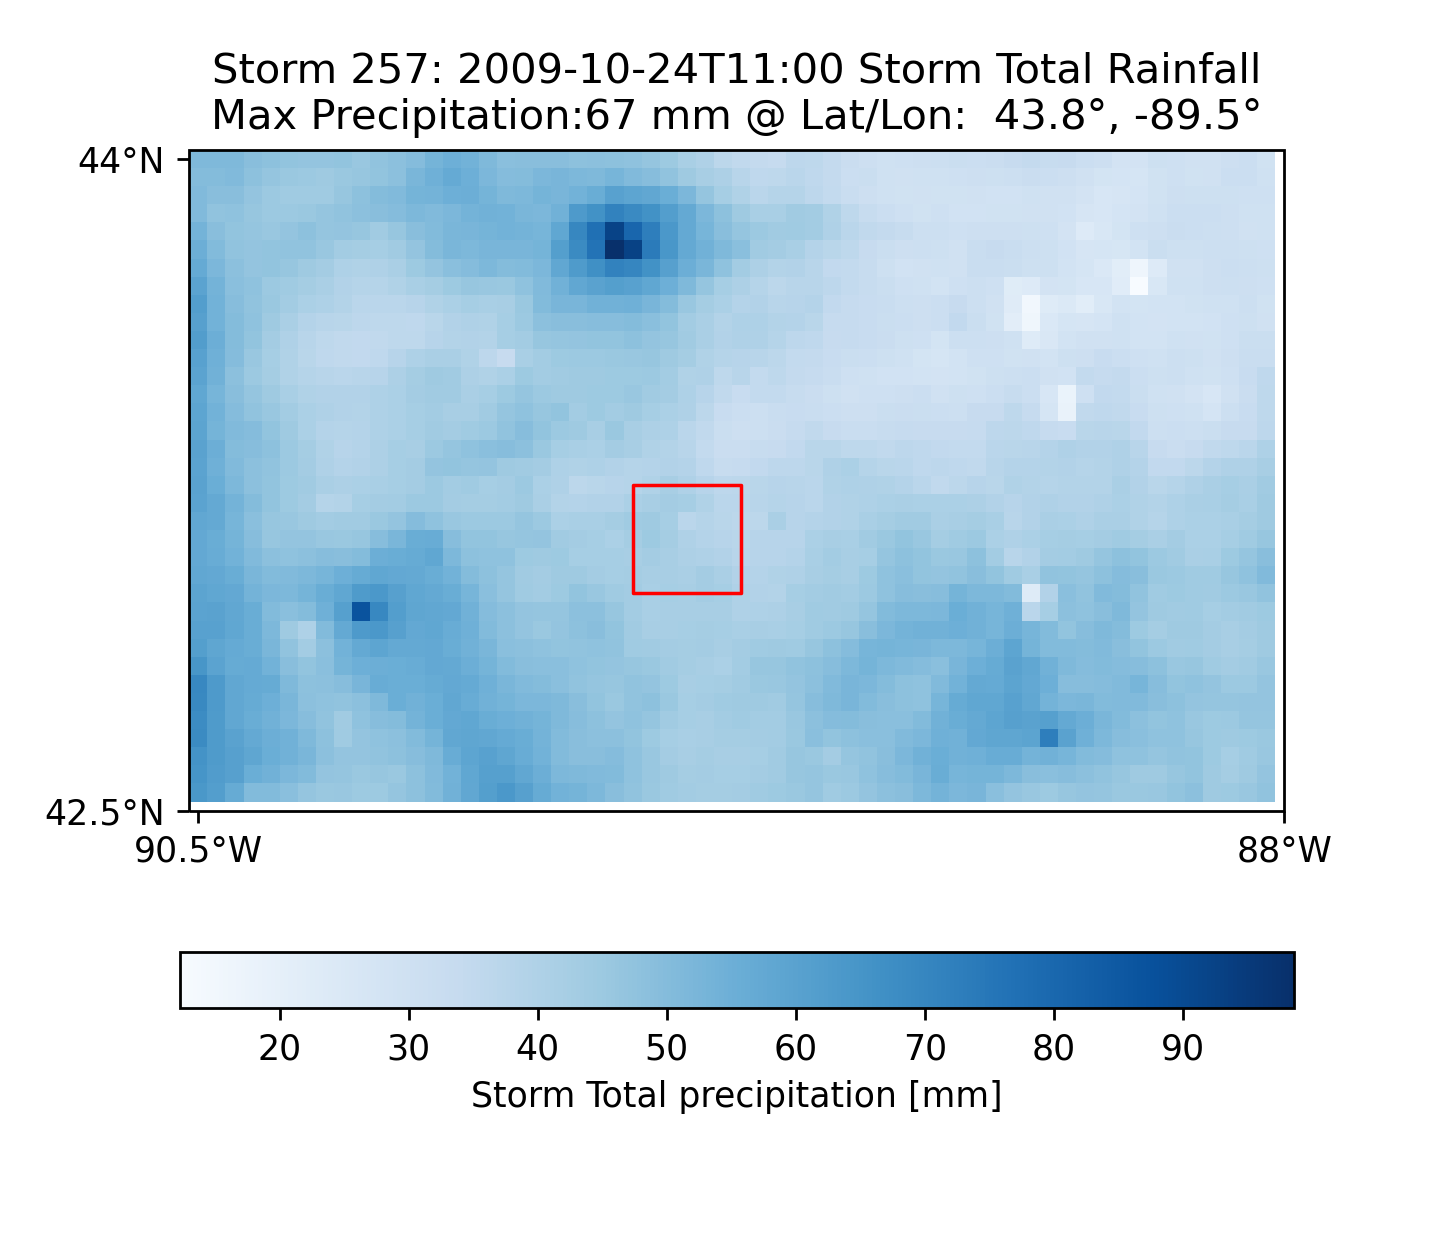 Storm 257: 2009-10-24T11:00 Storm Total Rainfall
Max Precipitation:67 mm @ Lat/Lon:  43.8°, -89.5°
44°N
42.5°N
90.5°W 88°W
20 30 40 50 60 70 80 90
Storm Total precipitation [mm]